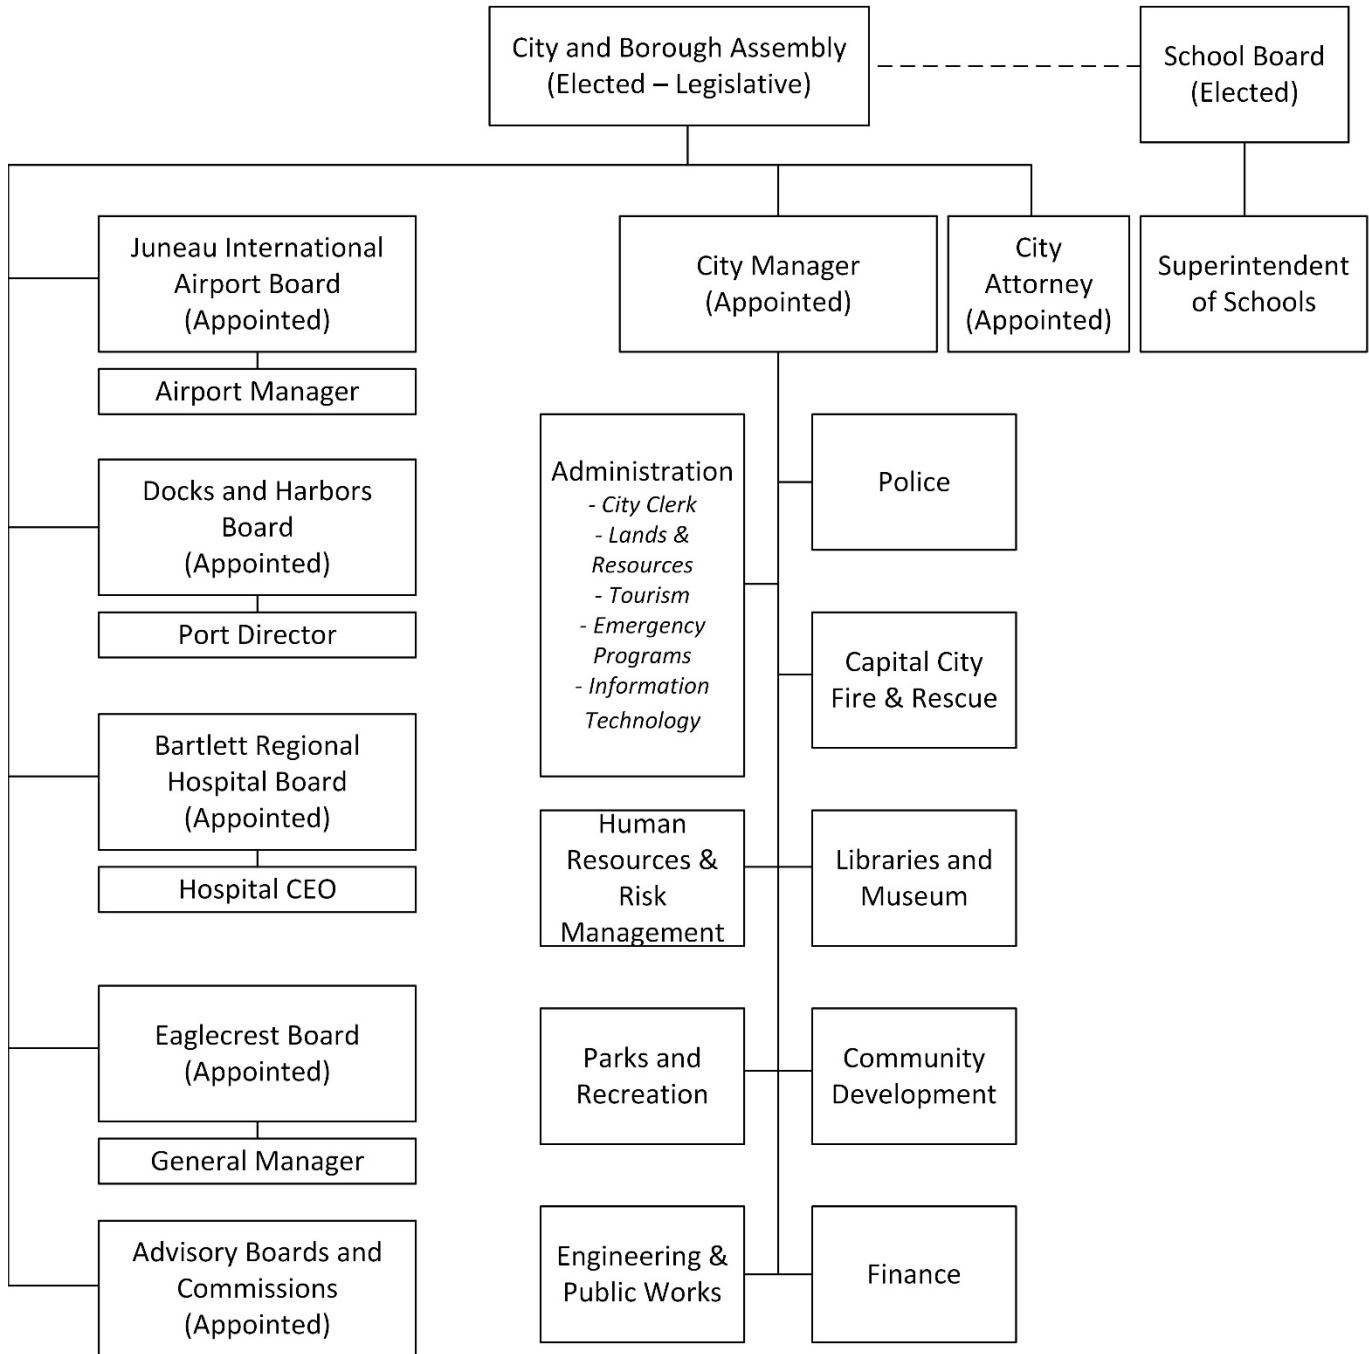 City and Borough Assembly
(Elected – Legislative)
School Board
(Elected)
Juneau International
Airport Board
(Appointed)
Airport Manager
City Manager
(Appointed)
City
Attorney
(Appointed)
Superintendent
of Schools
Docks and Harbors
Board
(Appointed)
Port Director
Bartlett Regional
Hospital Board
(Appointed)
Hospital CEO
Eaglecrest Board
(Appointed)
General Manager
Advisory Boards and
Commissions
(Appointed)
Administration
- City Clerk
- Lands &
Resources
- Tourism
- Emergency
Programs
- Information
Technology
Police
Capital City
Fire & Rescue
Human
Resources &
Risk
Management
Libraries and
Museum
Parks and
Recreation
Community
Development
Engineering &
Public Works
Finance